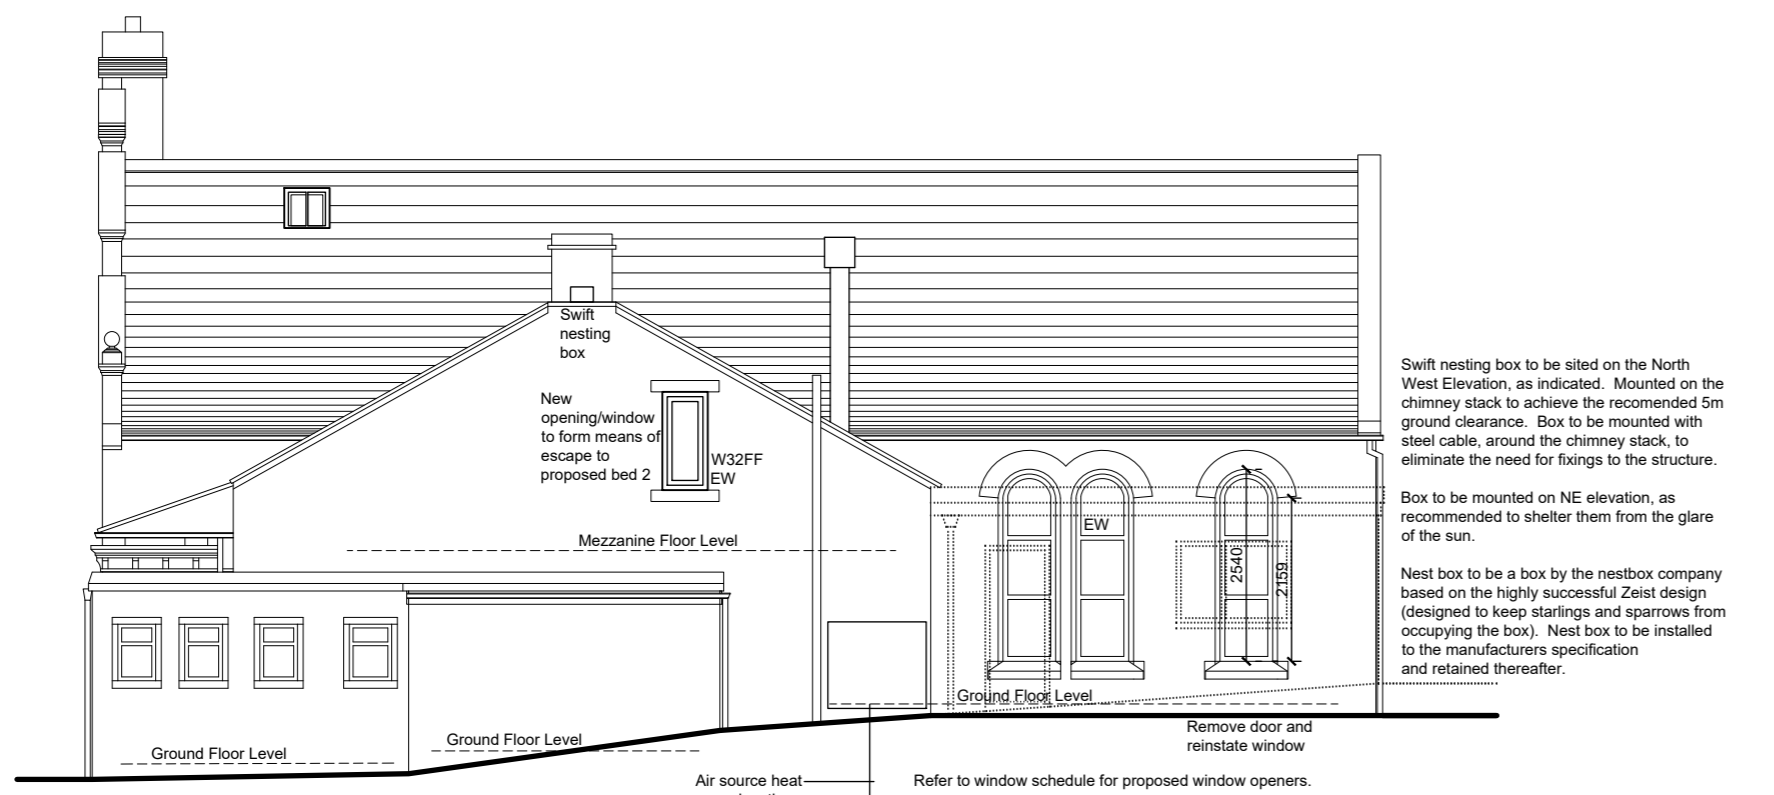 Swift
nesting
box
New
opening/window
to form means of
escape to
proposed bed 2
W32FF
EW
Mezzanine Floor Level
EW
2540
2159
Ground Floor Level
Ground Floor Level
Ground Floor Level
Remove door and
reinstate window
Air source heat
Refer to window schedule for proposed window openers.
Swift nesting box to be sited on the North
West Elevation, as indicated. Mounted on the
chimney stack to achieve the recomended 5m
ground clearance. Box to be mounted with
steel cable, around the chimney stack, to
eliminate the need for fixings to the structure.
Box to be mounted on NE elevation, as
recommended to shelter them from the glare
of the sun.
Nest box to be a box by the nestbox company
based on the highly successful Zeist design
(designed to keep starlings and sparrows from
occupying the box). Nest box to be installed
to the manufacturers specification
and retained thereafter.